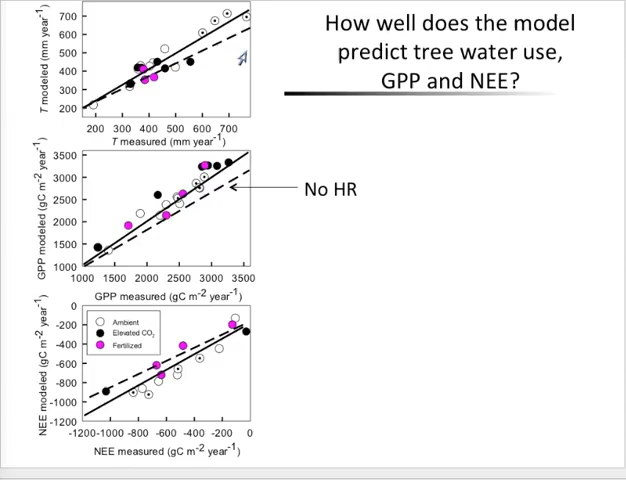 How well does the model
predict tree water use,
GPP and NEE?
T modeled (mm year-1)
700
600
500
400
300
200
200 300 400 500 600 700
T measured (mm year-1)
GPP modeled (gC m-2 year-1)
3500
3000
2500
2000
1500
1000
1000 1500 2000 2500 3000 3500
GPP measured (gC m-2 year-1)
No HR
NEE modeled (gC m-2 year-1)
0
-200
-400
-600
-800
-1000
-1200
Ambient
Elevated CO2
Fertilized
-1200 -1000 -800 -600 -400 -200 0
NEE measured (gC m-2 year-1)